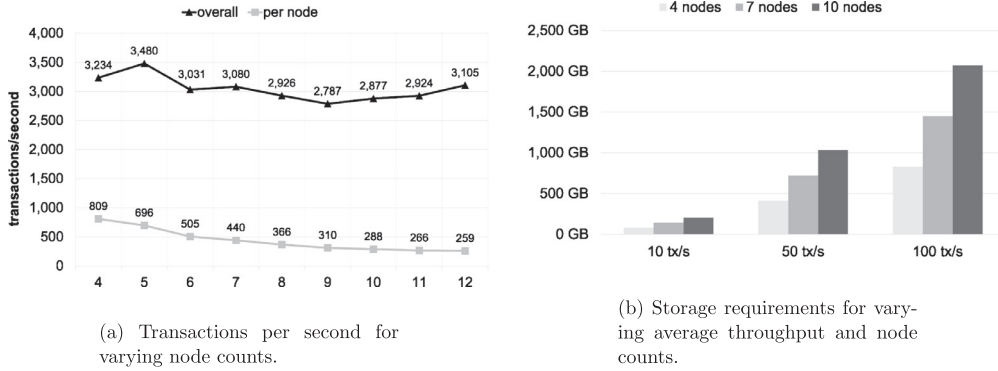 overall per node
4,000
3,500
3,000
2,500
2,000
1,500
1,000
500
0
transactions/second
3,234 3,480 3,031 3,080 2,926 2,787 2,877 2,924 3,105
809 696 505 440 366 310 288 266 259
4 5 6 7 8 9 10 11 12
(a) Transactions per second for
varying node counts.
4 nodes 7 nodes 10 nodes
2,500 GB
2,000 GB
1,500 GB
1,000 GB
500 GB
0 GB
10 tx/s 50 tx/s 100 tx/s
(b) Storage requirements for vary-
ing average throughput and node
counts.